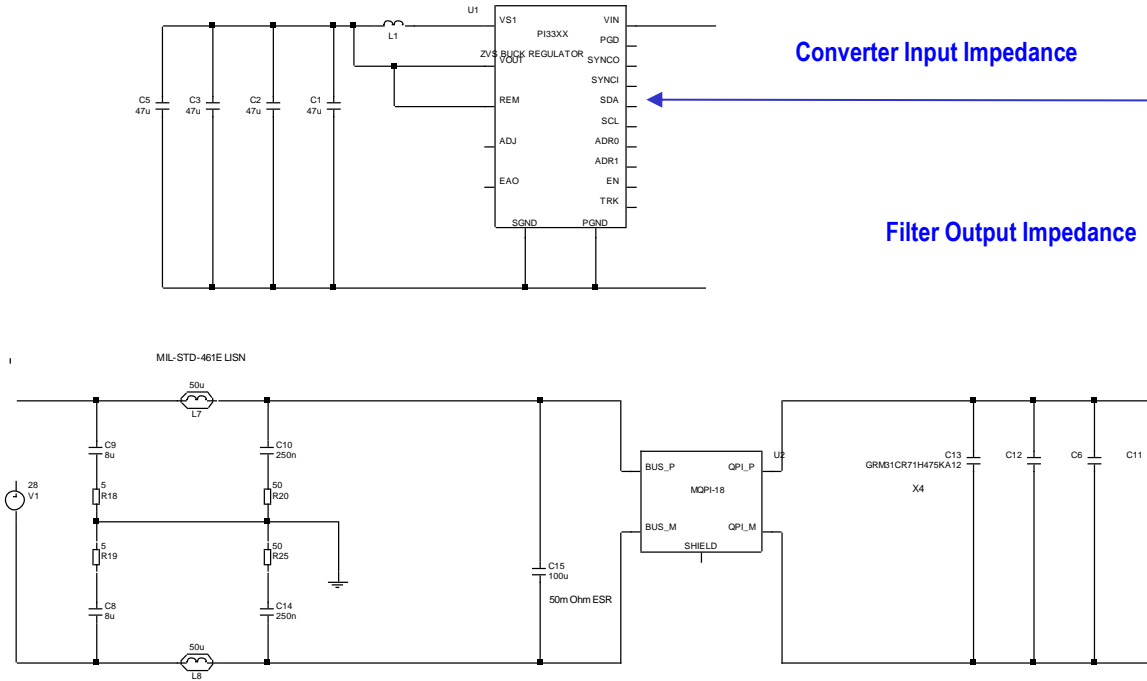 U1
VS1
VIN
L1
PI33XX
PGD
ZVS BUCK REGULATOR
VOUT
SYNCO
Converter Input Impedance
SYNCI
C5
47u
C3
47u
C2
47u
C1
47u
REM
SDA
SCL
ADJ
ADR0
ADR1
EAO
EN
TRK
SGND
PGND
Filter Output Impedance
MIL-STD-461E LISN
50u
L7
C9
8u
C10
250n
28
V1
5
R18
50
R20
5
R19
50
R25
C8
8u
C14
250n
50u
L8
C15
100u
50m Ohm ESR
U2
BUS_P
QPI_P
MQPI-18
BUS_M
QPI_M
SHIELD
C13
GRM31CR71H475KA12
X4
C12
C6
C11